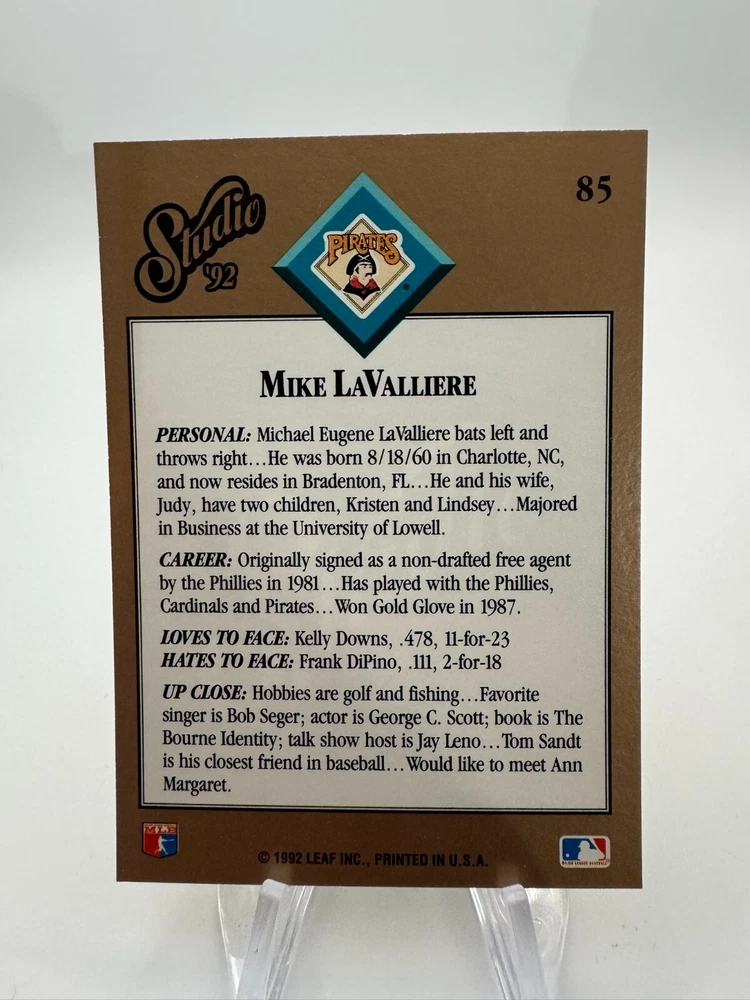 Studio
'92
PIRATES
85
MIKE LAVALLIERE
PERSONAL: Michael Eugene LaValliere bats left and
throws right...He was born 8/18/60 in Charlotte, NC,
and now resides in Bradenton, FL...He and his wife,
Judy, have two children, Kristen and Lindsey...Majored
in Business at the University of Lowell.
CAREER: Originally signed as a non-drafted free agent
by the Phillies in 1981...Has played with the Phillies,
Cardinals and Pirates...Won Gold Glove in 1987.
LOVES TO FACE: Kelly Downs, .478, 11-for-23
HATES TO FACE: Frank DiPino, .111, 2-for-18
UP CLOSE: Hobbies are golf and fishing...Favorite
singer is Bob Seger; actor is George C. Scott; book is The
Bourne Identity; talk show host is Jay Leno...Tom Sandt
is his closest friend in baseball...Would like to meet Ann
Margaret.
MLB
© 1992 LEAF INC., PRINTED IN U.S.A.
MAJOR LEAGUE BASEBALL